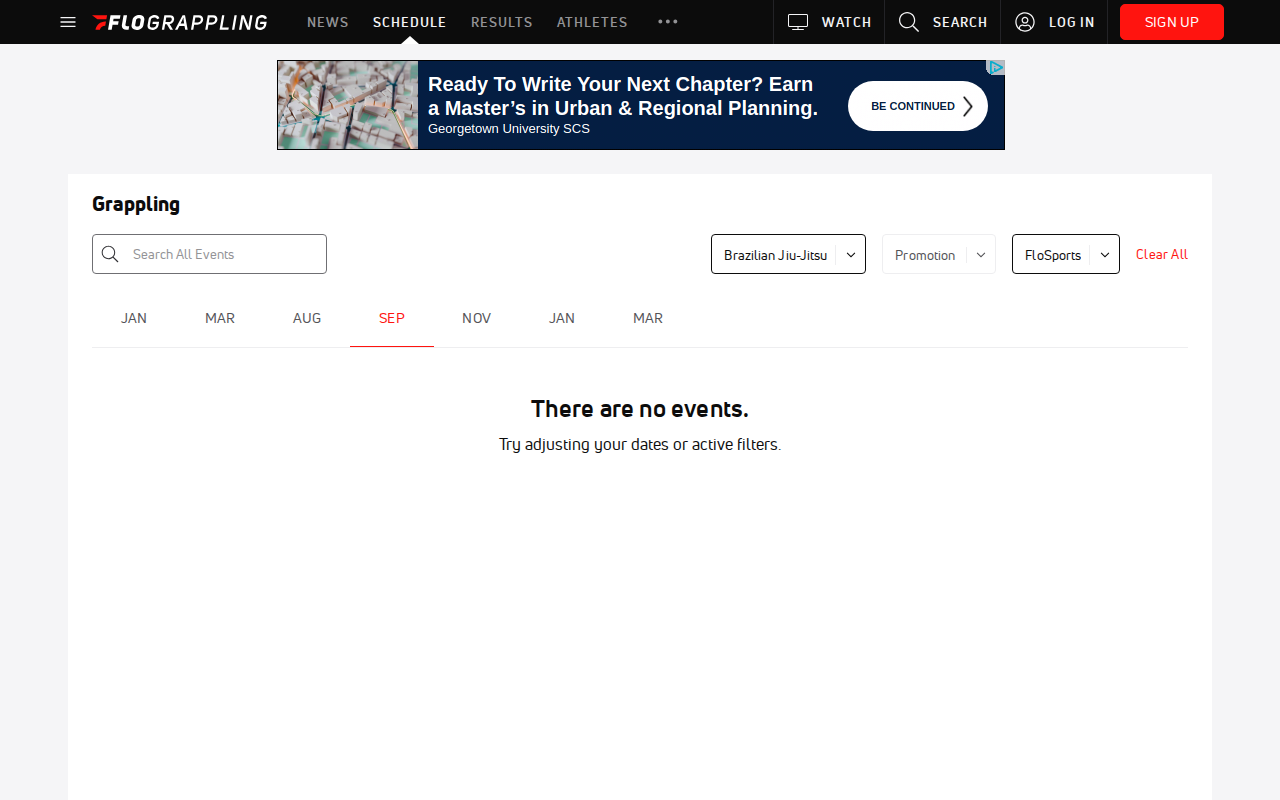 FLOGRAPPLING
NEWS
SCHEDULE
RESULTS
ATHLETES
WATCH
SEARCH
LOG IN
SIGN UP
Ready To Write Your Next Chapter? Earn
a Master’s in Urban & Regional Planning.
Georgetown University SCS
BE CONTINUED
Grappling
Search All Events
Brazilian Jiu-Jitsu
Promotion
FloSports
Clear All
JAN
MAR
AUG
SEP
NOV
JAN
MAR
There are no events.
Try adjusting your dates or active filters.